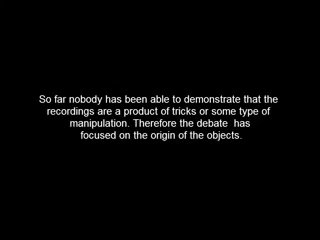 So far nobody has been able to demonstrate that the
recordings are a product of tricks or some type of
manipulation. Therefore the debate has
focused on the origin of the objects.